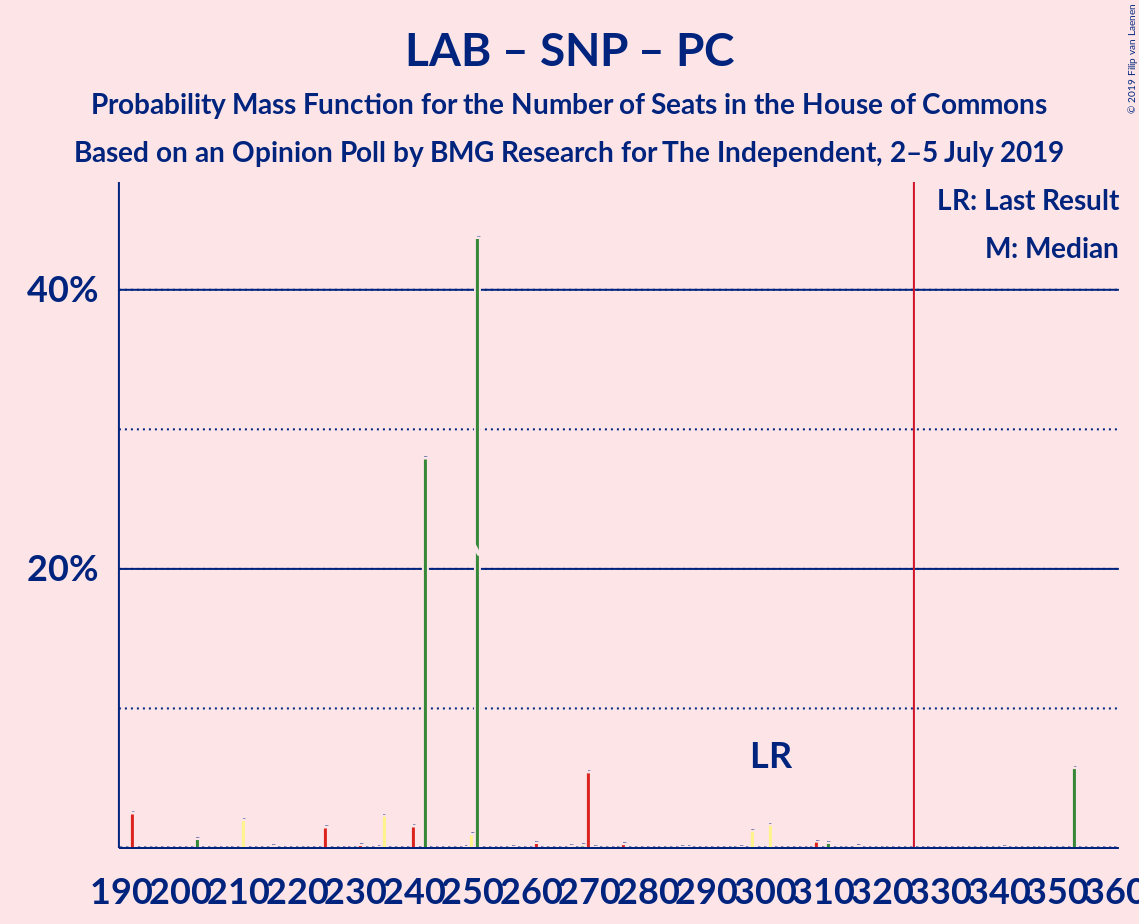 LAB – SNP – PC
Probability Mass Function for the Number of Seats in the House of Commons
Based on an Opinion Poll by BMG Research for The Independent, 2–5 July 2019
© 2019 Filip van Laenen
LR: Last Result
M: Median
40%
20%
LR
190 200 210 220 230 240 250 260 270 280 290 300 310 320 330 340 350 360